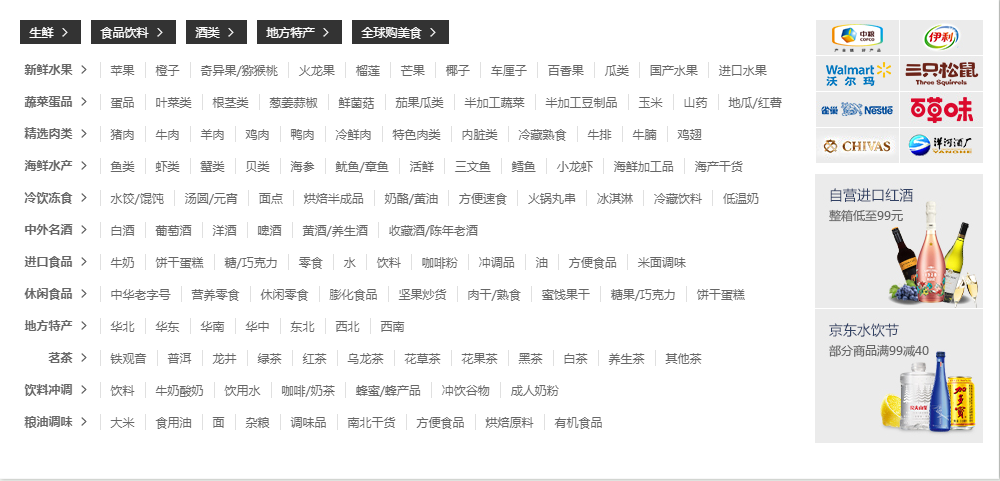 生鲜 食品饮料 酒类 地方特产 全球购美食
新鲜水果 苹果 橙子 奇异果/猕猴桃 火龙果 榴莲 芒果 椰子 车厘子 百香果 瓜类 国产水果 进口水果
蔬菜蛋品 蛋品 叶菜类 根茎类 葱姜蒜椒 鲜菌菇 茄果瓜类 半加工蔬菜 半加工豆制品 玉米 山药 地瓜/红薯
精选肉类 猪肉 牛肉 羊肉 鸡肉 鸭肉 冷鲜肉 特色肉类 内脏类 冷藏熟食 牛排 牛腩 鸡翅
海鲜水产 鱼类 虾类 蟹类 贝类 海参 鱿鱼/章鱼 活鲜 三文鱼 鳕鱼 小龙虾 海鲜加工品 海产干货
冷饮冻食 水饺/馄饨 汤圆/元宵 面点 烘焙半成品 奶酪/黄油 方便速食 火锅丸串 冰淇淋 冷藏饮料 低温奶
中外名酒 白酒 葡萄酒 洋酒 啤酒 黄酒/养生酒 收藏酒/陈年老酒
进口食品 牛奶 饼干蛋糕 糖/巧克力 零食 水 饮料 咖啡粉 冲调品 油 方便食品 米面调味
休闲食品 中华老字号 营养零食 休闲零食 膨化食品 坚果炒货 肉干/熟食 蜜饯果干 糖果/巧克力 饼干蛋糕
地方特产 华北 华东 华南 华中 东北 西北 西南
茗茶 铁观音 普洱 龙井 绿茶 红茶 乌龙茶 花草茶 花果茶 黑茶 白茶 养生茶 其他茶
饮料冲调 饮料 牛奶酸奶 饮用水 咖啡/奶茶 蜂蜜/蜂产品 冲饮谷物 成人奶粉
粮油调味 大米 食用油 面 杂粮 调味品 南北干货 方便食品 烘焙原料 有机食品
中粮
COFCO
伊利
Walmart
沃尔玛
三只松鼠
Three Squirrels
雀巢 Nestle
百草味
CHIVAS
洋河酒厂
YANGHE
自营进口红酒
整箱低至99元
京东水饮节
部分商品满99减40
加多宝